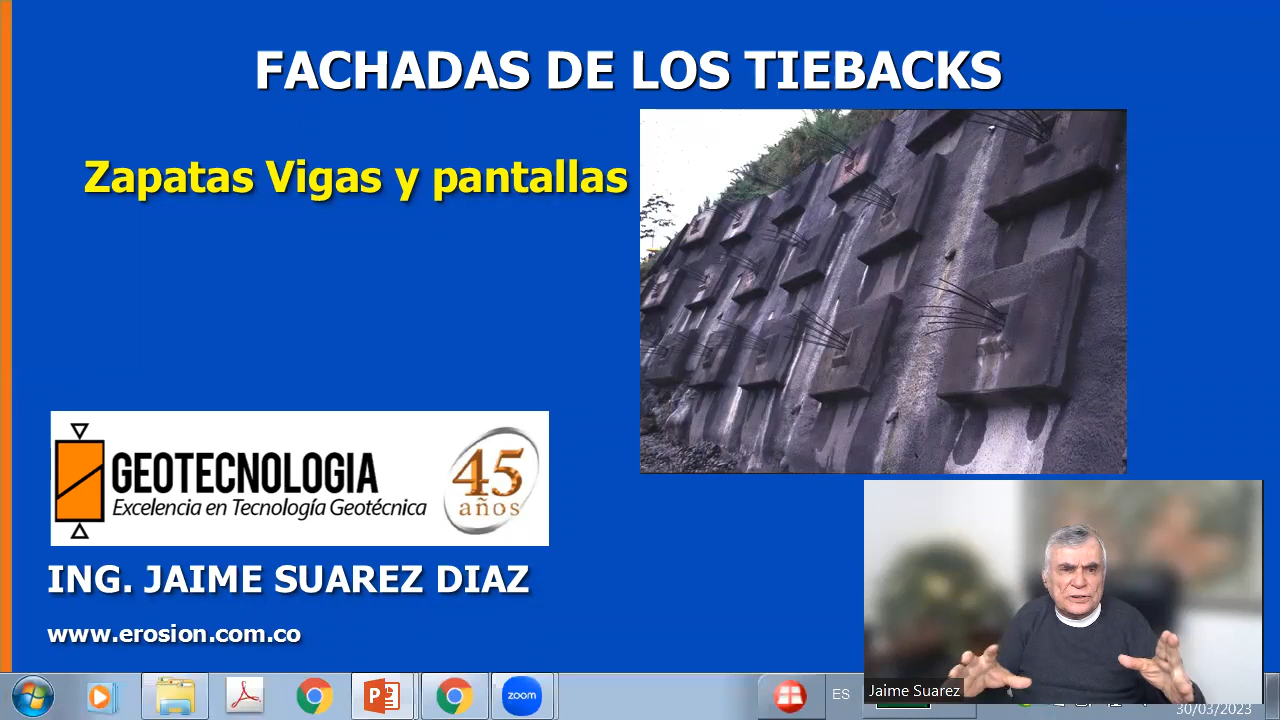 FACHADAS DE LOS TIEBACKS
Zapatas Vigas y pantallas
GEOTECNOLOGIA
Excelencia en Tecnología Geotécnica
45
años
ING. JAIME SUAREZ DIAZ
www.erosion.com.co
zoom
ES
Jaime Suarez
30/03/2023